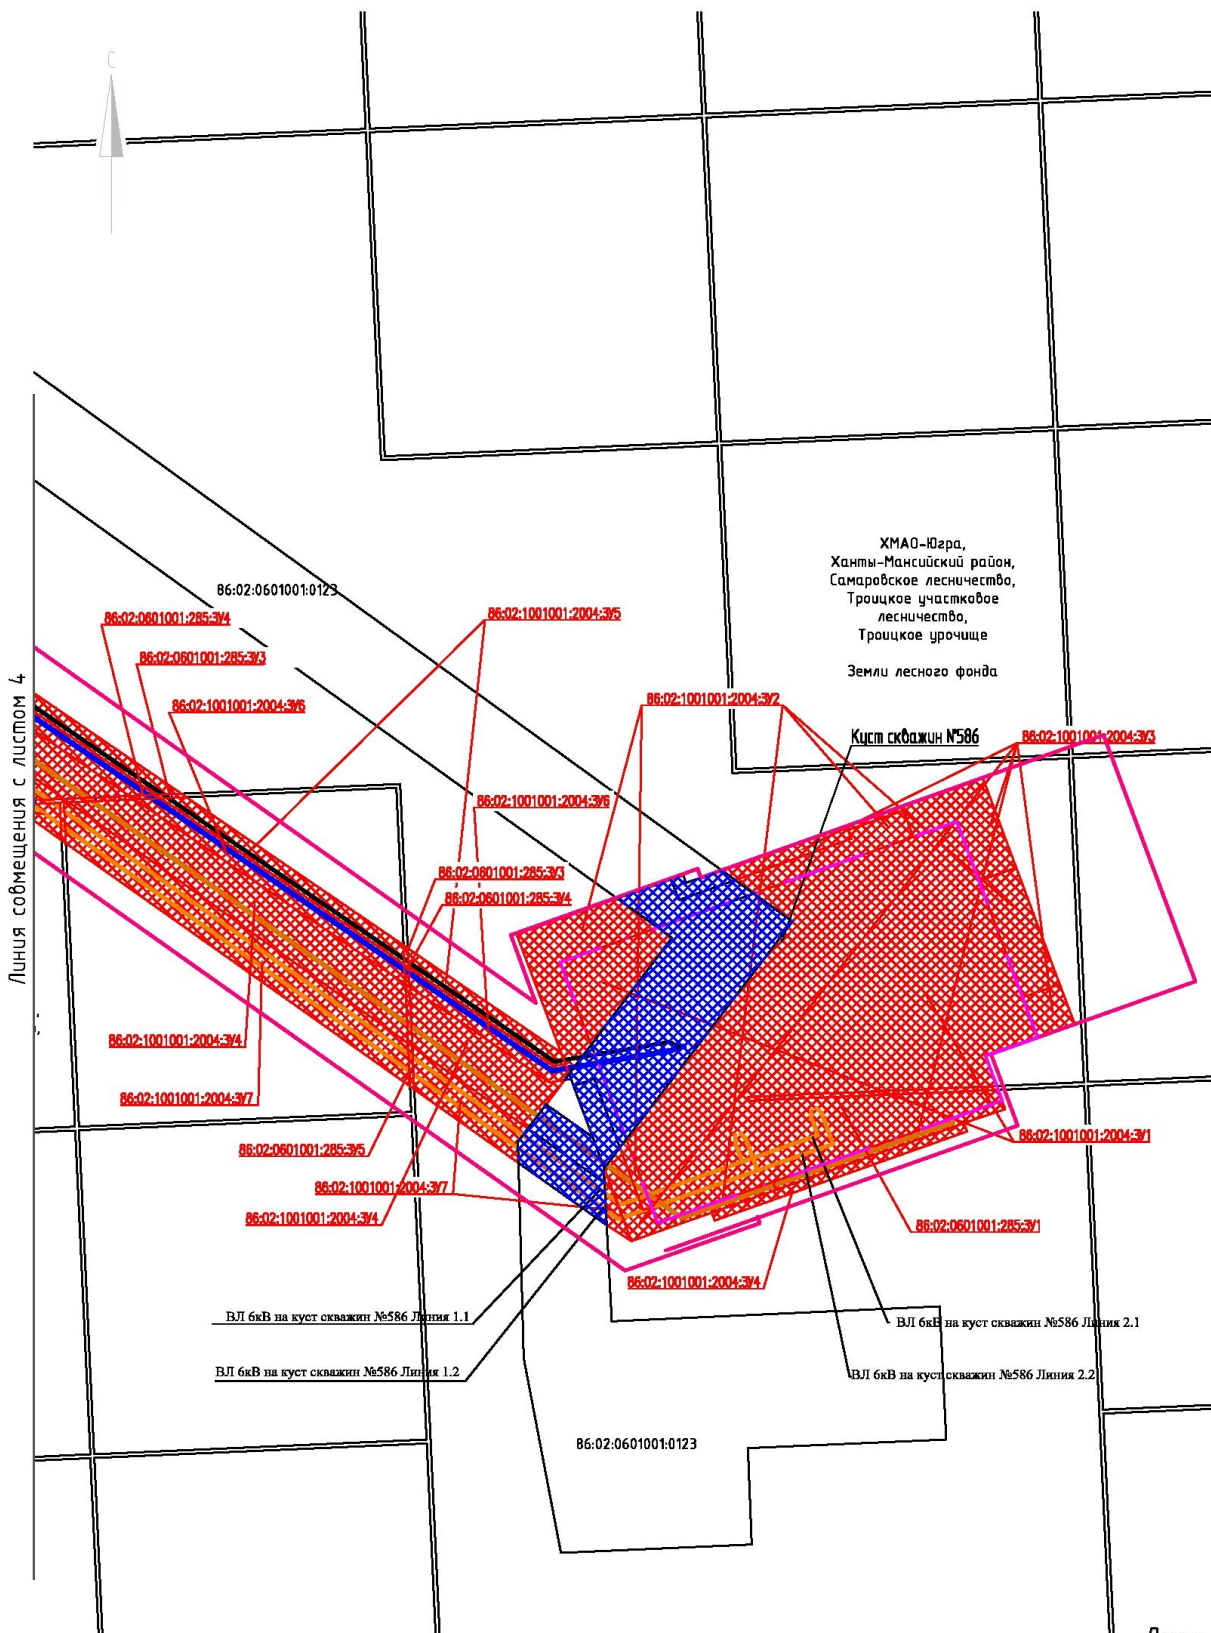 С
86:02:0601001:0123
86:02:0601001:285:ЗУ4
86:02:1001001:2004:ЗУ5
86:02:0601001:285:ЗУ3
86:02:1001001:2004:ЗУ6
ХМАО-Югра,
Ханты-Мансийский район,
Самаровское лесничество,
Троицкое участковое
лесничество,
Троицкое урочище
Земли лесного фонда
86:02:1001001:2004:ЗУ2
Куст скважин №586
86:02:1001001:2004:ЗУ3
Линия совмещения с листом 4
86:02:1001001:2004:ЗУ6
86:02:0601001:285:ЗУ3
86:02:0601001:285:ЗУ4
86:02:1001001:2004:ЗУ4
86:02:1001001:2004:ЗУ7
86:02:0601001:285:ЗУ5
86:02:1001001:2004:ЗУ7
86:02:1001001:2004:ЗУ4
86:02:1001001:2004:ЗУ1
86:02:0601001:285:ЗУ1
86:02:1001001:2004:ЗУ4
ВЛ 6кВ на куст скважин №586 Линия 1.1
ВЛ 6кВ на куст скважин №586 Линия 2.1
ВЛ 6кВ на куст скважин №586 Линия 1.2
ВЛ 6кВ на куст скважин №586 Линия 2.2
86:02:0601001:0123